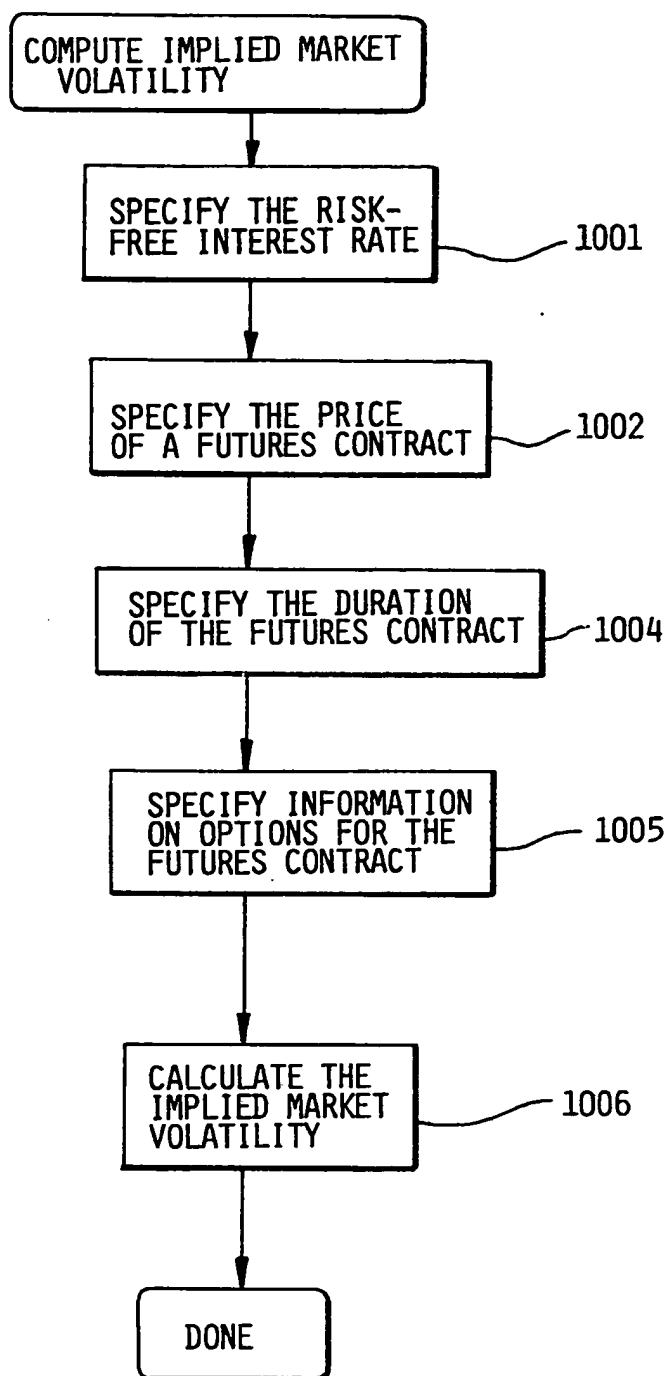 COMPUTE IMPLIED MARKET
VOLATILITY
SPECIFY THE RISK-
FREE INTEREST RATE
1001
SPECIFY THE PRICE
OF A FUTURES CONTRACT
1002
SPECIFY THE DURATION
OF THE FUTURES CONTRACT
1004
SPECIFY INFORMATION
ON OPTIONS FOR THE
FUTURES CONTRACT
1005
CALCULATE THE
IMPLIED MARKET
VOLATILITY
1006
DONE